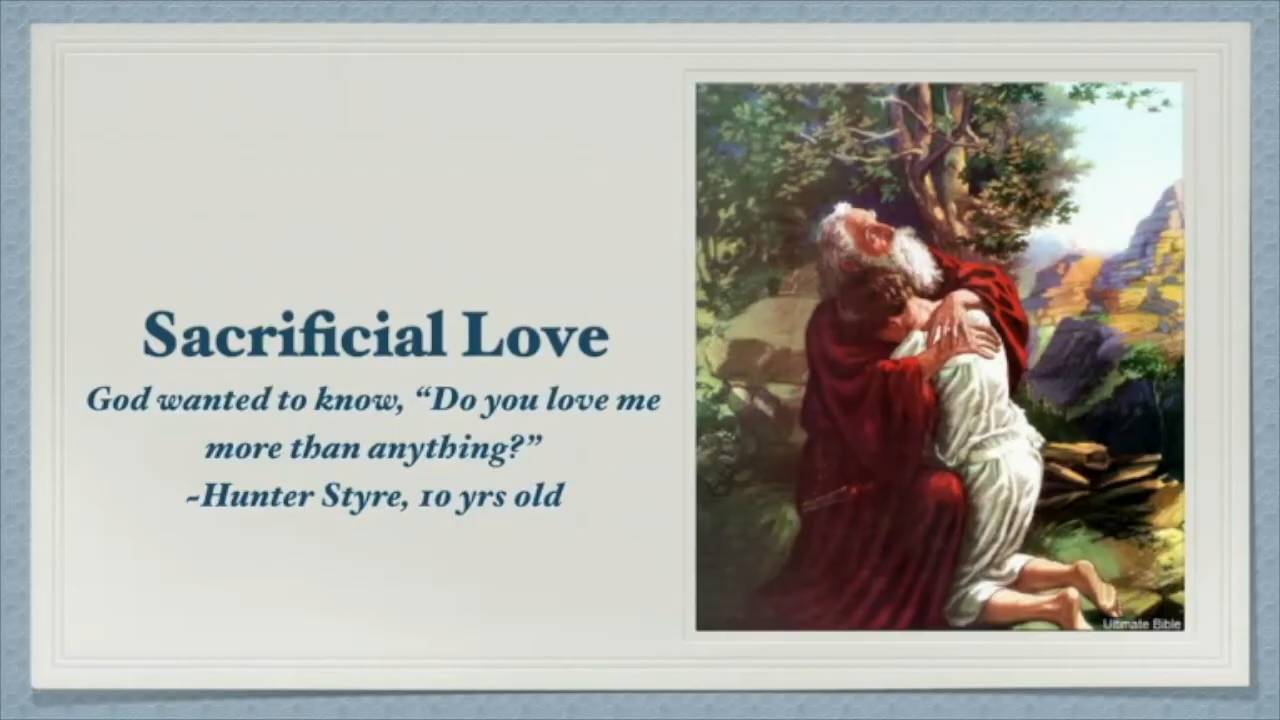 Sacrificial Love
God wanted to know, “Do you love me
more than anything?”
~Hunter Styre, 10 yrs old
Ultimate Bible